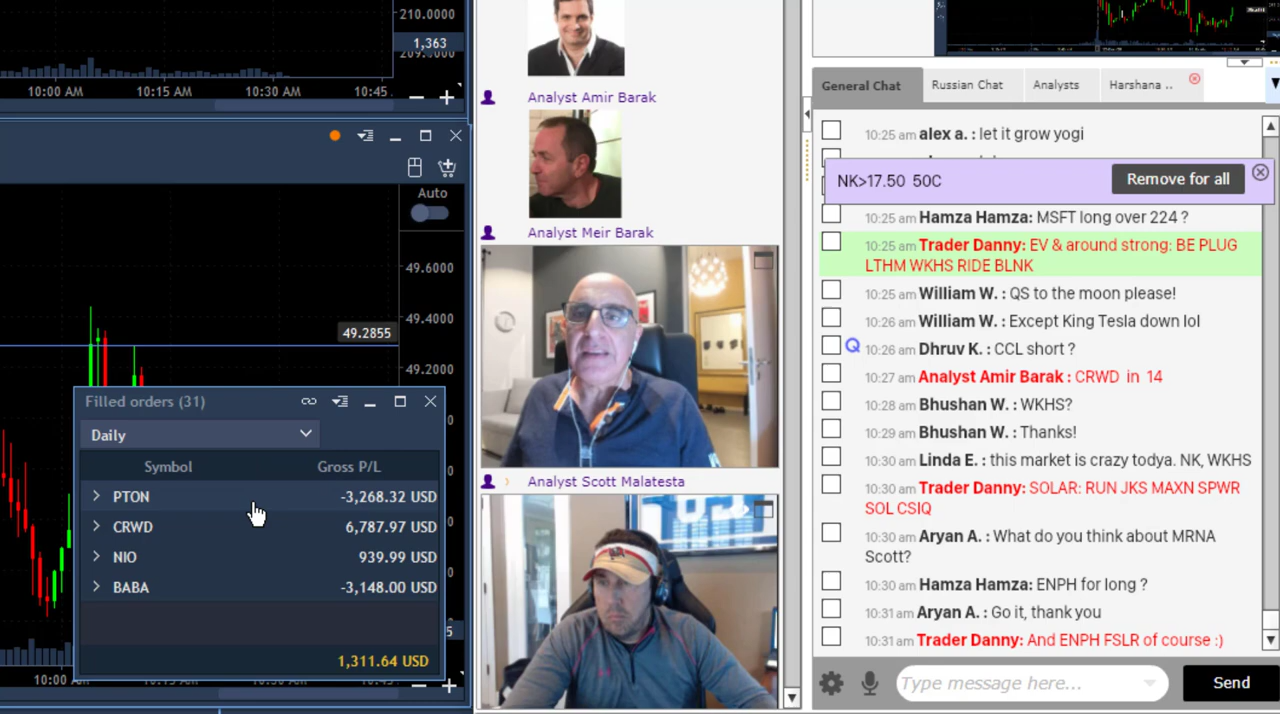 210.0000
1,363
10:00 AM
10:15 AM
10:30 AM
10:45
Auto
49.6000
49.4000
49.2855
49.2000
Filled orders (31)
Daily
Symbol
Gross P/L
PTON
-3,268.32 USD
CRWD
6,787.97 USD
NIO
939.99 USD
BABA
-3,148.00 USD
1,311.64 USD
10:00
Analyst Amir Barak
Analyst Meir Barak
Analyst Scott Malatesta
General Chat
Russian Chat
Analysts
Harshana ..
10:25 am alex a. : let it grow yogi
NK>17.50 50C
Remove for all
10:25 am Hamza Hamza: MSFT long over 224 ?
10:25 am Trader Danny: EV & around strong: BE PLUG
LTHM WKHS RIDE BLNK
10:25 am William W. : QS to the moon please!
10:26 am William W. : Except King Tesla down lol
Q 10:26 am Dhruv K. : CCL short ?
10:27 am Analyst Amir Barak : CRWD in 14
10:28 am Bhushan W. : WKHS?
10:29 am Bhushan W. : Thanks!
10:30 am Linda E. : this market is crazy todya. NK, WKHS
10:30 am Trader Danny: SOLAR: RUN JKS MAXN SPWR
SOL CSIQ
10:30 am Aryan A. : What do you think about MRNA
Scott?
10:30 am Hamza Hamza: ENPH for long ?
10:31 am Aryan A. : Go it, thank you
10:31 am Trader Danny: And ENPH FSLR of course :)
Type message here...
Send